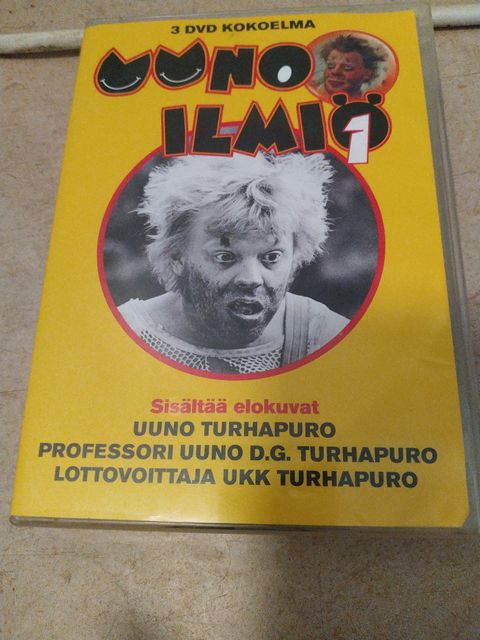 3 DVD KOKOELMA
UUNO
ILMIÖ
1
Sisältää elokuvat
UUNO TURHAPURO
PROFESSORI UUNO D.G. TURHAPURO
LOTTOVOITTAJA UKK TURHAPURO